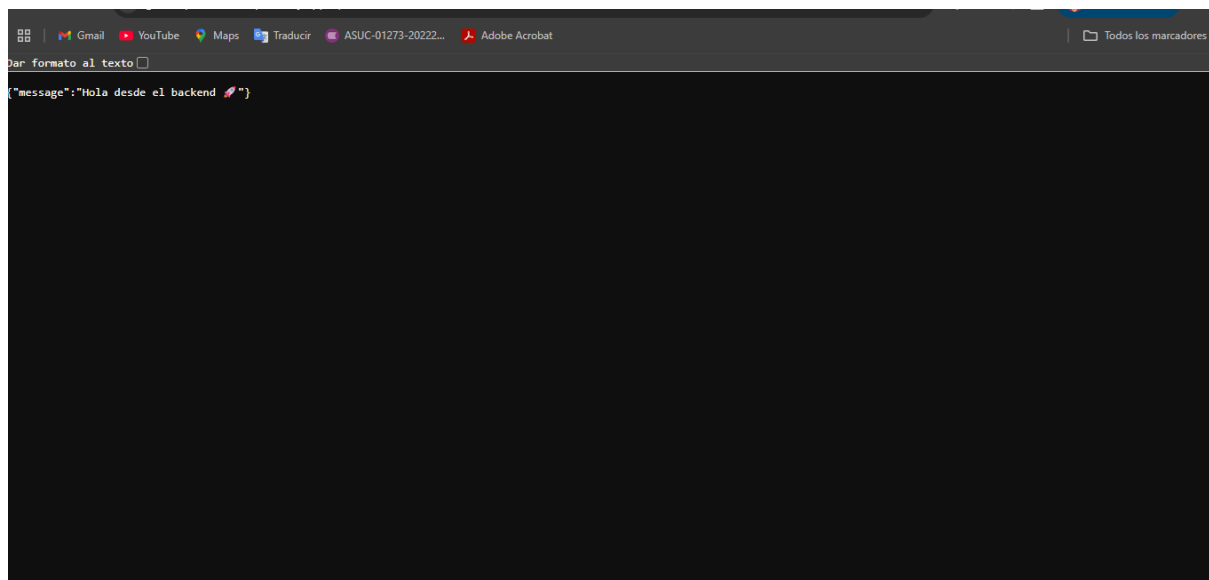 Gmail YouTube Maps Traducir ASUC-01273-20222... Adobe Acrobat Todos los marcadores
Dar formato al texto
{"message":"Hola desde el backend 🚀"}